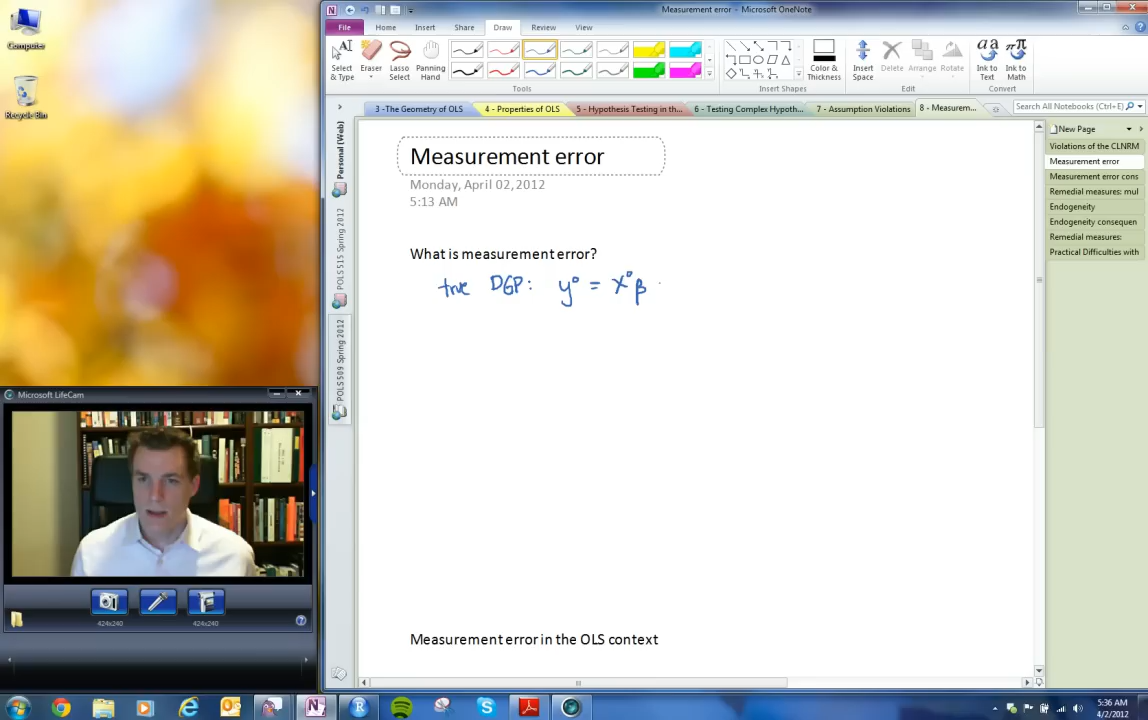 Computer
Recycle Bin
Measurement error - Microsoft OneNote
File Home Insert Share Draw Review View
Select & Type
Eraser
Lasso Select
Panning Hand
Color & Thickness
Insert Space
Delete
Arrange
Rotate
Ink to Text
Ink to Math
Tools
Insert Shapes
Edit
Convert
3 -The Geometry of OLS
4 - Properties of OLS
5 - Hypothesis Testing in th...
6 - Testing Complex Hypoth...
7 - Assumption Violations
8 - Measurem...
Search All Notebooks (Ctrl+E)
Personal (Web)
POLS 515 Spring 2012
POLS 509 Spring 2012
New Page
Violations of the CLNRM
Measurement error
Measurement error cons
Remedial measures: mul
Endogeneity
Endogeneity consequen
Remedial measures:
Practical Difficulties with
Measurement error
Monday, April 02, 2012
5:13 AM
What is measurement error?
true DGP: y° = x°β
Measurement error in the OLS context
Microsoft LifeCam
424x240
424x240
5:36 AM
4/2/2012